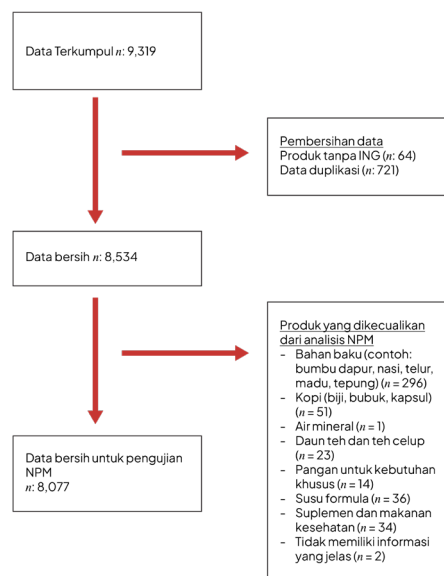 Data Terkumpul n: 9,319
Pembersihan data
Produk tanpa ING (n: 64)
Data duplikasi (n: 721)
Data bersih n: 8,534
Produk yang dikecualikan
dari analisis NPM
- Bahan baku (contoh:
bumbu dapur, nasi, telur,
madu, tepung) (n = 296)
- Kopi (biji, bubuk, kapsul)
(n = 51)
- Air mineral (n = 1)
- Daun teh dan teh celup
(n = 23)
- Pangan untuk kebutuhan
khusus (n = 14)
- Susu formula (n = 36)
- Suplemen dan makanan
kesehatan (n = 34)
- Tidak memiliki informasi
yang jelas (n = 2)
Data bersih untuk pengujian
NPM
n: 8,077